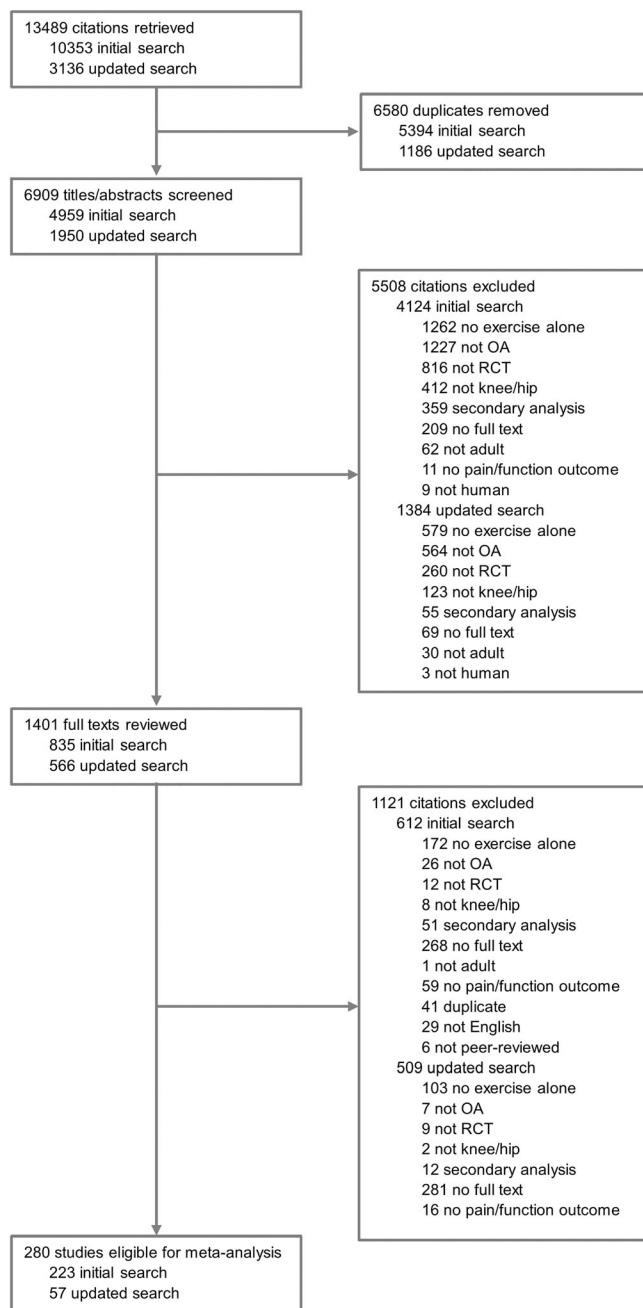 13489 citations retrieved
10353 initial search
3136 updated search
6580 duplicates removed
5394 initial search
1186 updated search
6909 titles/abstracts screened
4959 initial search
1950 updated search
5508 citations excluded
4124 initial search
1262 no exercise alone
1227 not OA
816 not RCT
412 not knee/hip
359 secondary analysis
209 no full text
62 not adult
11 no pain/function outcome
9 not human
1384 updated search
579 no exercise alone
564 not OA
260 not RCT
123 not knee/hip
55 secondary analysis
69 no full text
30 not adult
3 not human
1401 full texts reviewed
835 initial search
566 updated search
1121 citations excluded
612 initial search
172 no exercise alone
26 not OA
12 not RCT
8 not knee/hip
51 secondary analysis
268 no full text
1 not adult
59 no pain/function outcome
41 duplicate
29 not English
6 not peer-reviewed
509 updated search
103 no exercise alone
7 not OA
9 not RCT
2 not knee/hip
12 secondary analysis
281 no full text
16 no pain/function outcome
280 studies eligible for meta-analysis
223 initial search
57 updated search